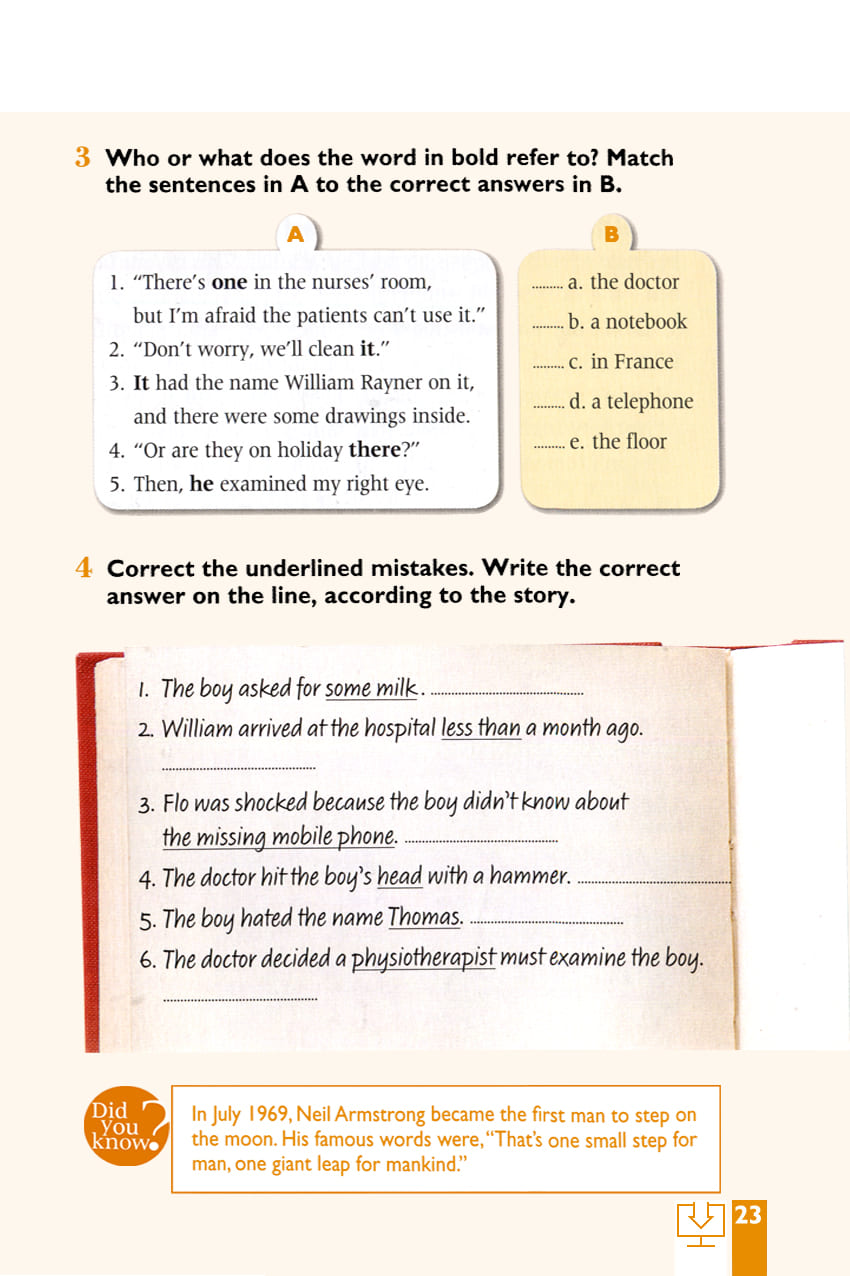 3 Who or what does the word in bold refer to? Match
the sentences in A to the correct answers in B.
A
1. “There’s one in the nurses’ room,
but I’m afraid the patients can’t use it.”
2. “Don’t worry, we’ll clean it.”
3. It had the name William Rayner on it,
and there were some drawings inside.
4. “Or are they on holiday there?”
5. Then, he examined my right eye.
B
......... a. the doctor
......... b. a notebook
......... c. in France
......... d. a telephone
......... e. the floor
4 Correct the underlined mistakes. Write the correct
answer on the line, according to the story.
1. The boy asked for some milk. ..........................................
2. William arrived at the hospital less than a month ago.
..........................................
3. Flo was shocked because the boy didn’t know about
the missing mobile phone. ..........................................
4. The doctor hit the boy’s head with a hammer. ..........................................
5. The boy hated the name Thomas. ..........................................
6. The doctor decided a physiotherapist must examine the boy.
..........................................
Did
you
know?
In July 1969, Neil Armstrong became the first man to step on
the moon. His famous words were, “That’s one small step for
man, one giant leap for mankind.”
23